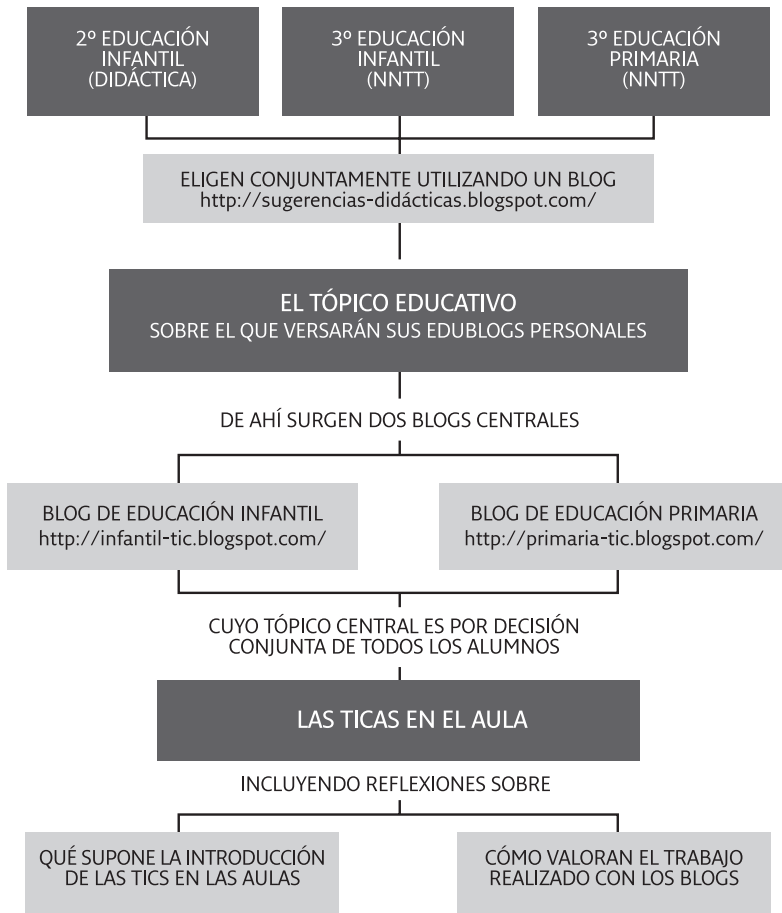 2º EDUCACIÓN
INFANTIL
(DIDÁCTICA)
3º EDUCACIÓN
INFANTIL
(NNTT)
3º EDUCACIÓN
PRIMARIA
(NNTT)
ELIGEN CONJUNTAMENTE UTILIZANDO UN BLOG
http://sugerencias-didácticas.blogspot.com/
EL TÓPICO EDUCATIVO
SOBRE EL QUE VERSARÁN SUS EDUBLOGS PERSONALES
DE AHÍ SURGEN DOS BLOGS CENTRALES
BLOG DE EDUCACIÓN INFANTIL
http://infantil-tic.blogspot.com/
BLOG DE EDUCACIÓN PRIMARIA
http://primaria-tic.blogspot.com/
CUYO TÓPICO CENTRAL ES POR DECISIÓN
CONJUNTA DE TODOS LOS ALUMNOS
LAS TICAS EN EL AULA
INCLUYENDO REFLEXIONES SOBRE
QUÉ SUPONE LA INTRODUCCIÓN
DE LAS TICS EN LAS AULAS
CÓMO VALORAN EL TRABAJO
REALIZADO CON LOS BLOGS